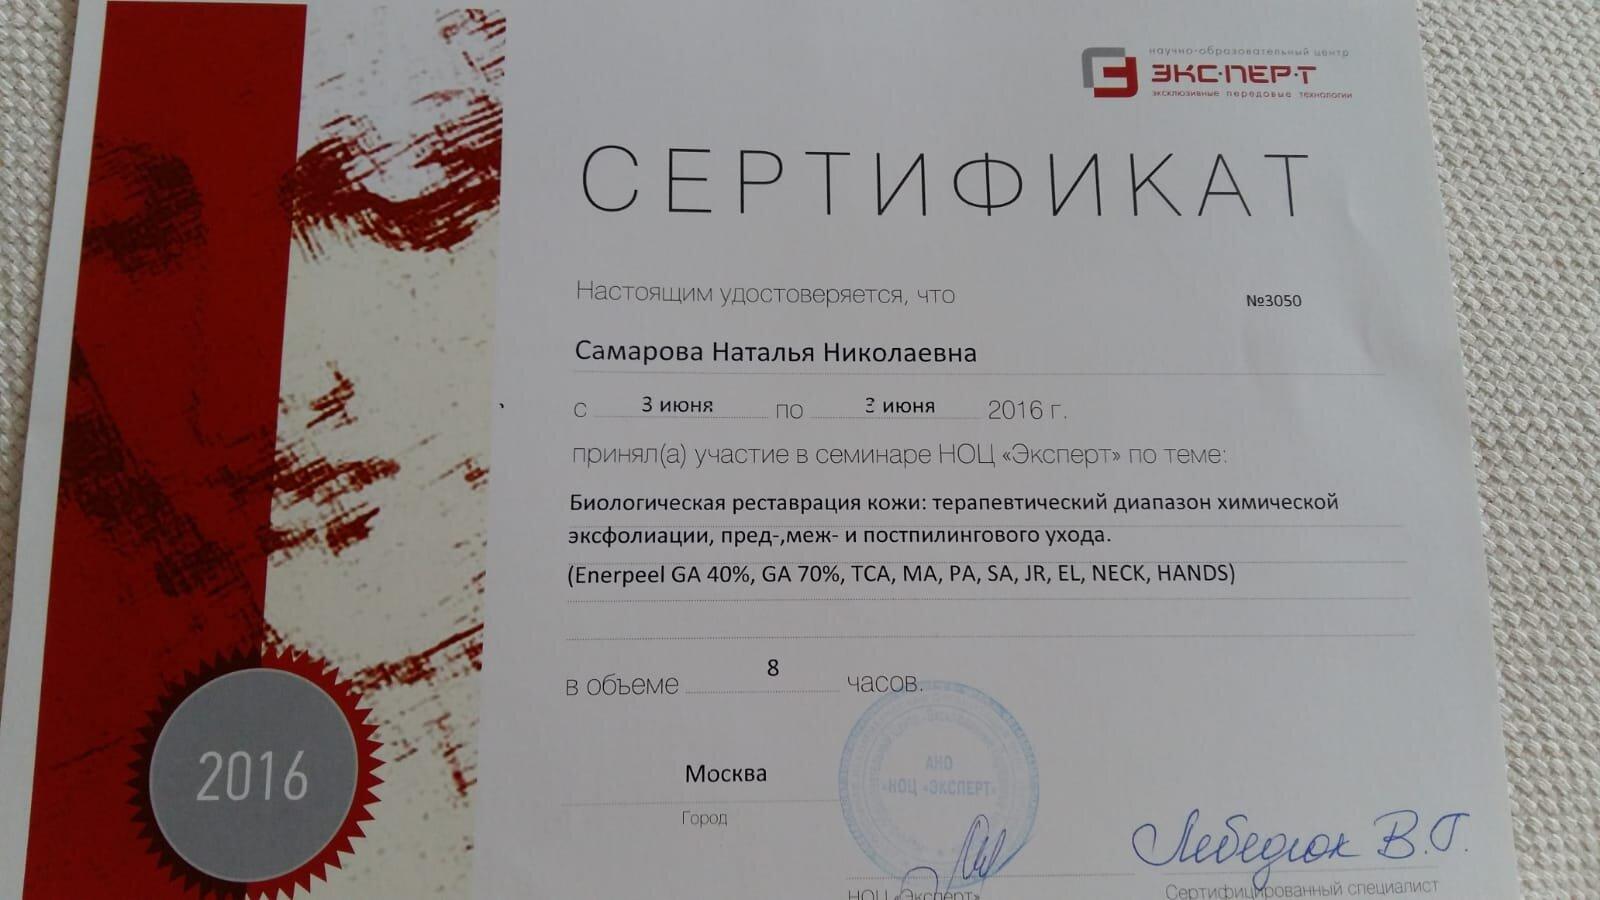 научно-образовательный центр
ЭКС·ПЕР·Т
эксклюзивные передовые технологии
СЕРТИФИКАТ
Настоящим удостоверяется, что
№3050
Самарова Наталья Николаевна
с 3 июня по 3 июня 2016 г.
принял(а) участие в семинаре НОЦ «Эксперт» по теме:
Биологическая реставрация кожи: терапевтический диапазон химической
эксфолиации, пред-,меж- и постпилингового ухода.
(Enerpeel GA 40%, GA 70%, TCA, MA, PA, SA, JR, EL, NECK, HANDS)
в объеме 8 часов.
2016
Москва
Город
АНО
«НОЦ «ЭКСПЕРТ»
Лебедюк В.Г.
НОЦ «Эксперт»
Сертифицированный специалист